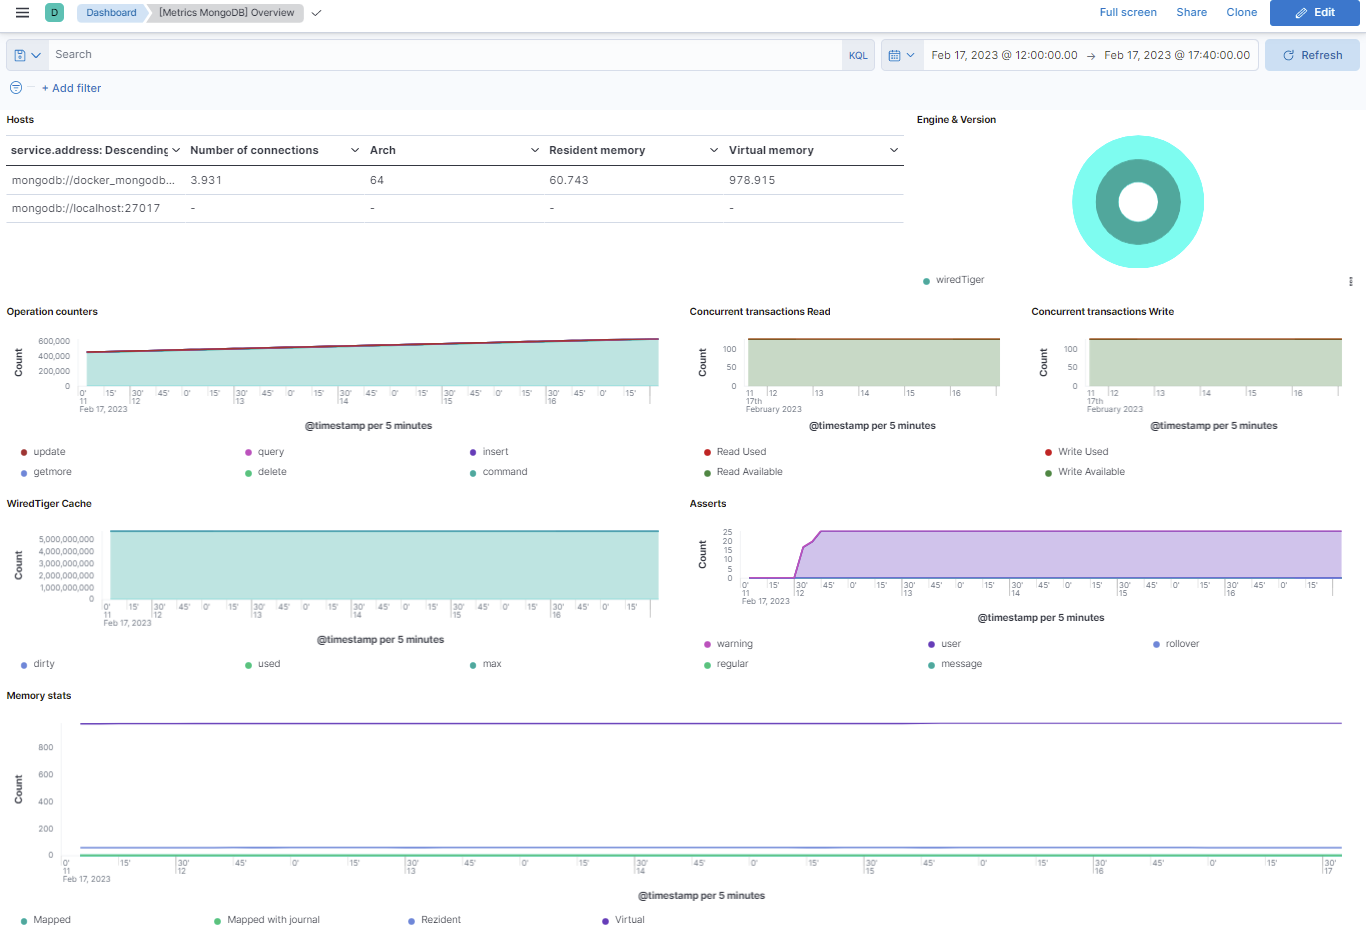 D Dashboard [Metrics MongoDB] Overview Full screen Share Clone Edit
Search KQL Feb 17, 2023 @ 12:00:00.00 → Feb 17, 2023 @ 17:40:00.00 Refresh
+ Add filter
Hosts
service.address: Descending Number of connections Arch Resident memory Virtual memory
mongodb://docker_mongodb... 3.931 64 60.743 978.915
mongodb://localhost:27017 - - - -
Engine & Version
wiredTiger
Operation counters
Count
600,000
400,000
200,000
0
0' 15' 30' 45' 0' 15' 30' 45' 0' 15' 30' 45' 0' 15' 30' 45' 0' 15' 30' 45' 0' 15'
11 12 13 14 15 16
Feb 17, 2023
@timestamp per 5 minutes
update query insert
getmore delete command
Concurrent transactions Read
Count
100
50
0
11 12 13 14 15 16
17th
February 2023
@timestamp per 5 minutes
Read Used
Read Available
Concurrent transactions Write
Count
100
50
0
11 12 13 14 15 16
17th
February 2023
@timestamp per 5 minutes
Write Used
Write Available
WiredTiger Cache
Count
5,000,000,000
4,000,000,000
3,000,000,000
2,000,000,000
1,000,000,000
0
0' 15' 30' 45' 0' 15' 30' 45' 0' 15' 30' 45' 0' 15' 30' 45' 0' 15' 30' 45' 0' 15'
11 12 13 14 15 16
Feb 17, 2023
@timestamp per 5 minutes
dirty used max
Asserts
Count
25
20
15
10
5
0
0' 15' 30' 45' 0' 15' 30' 45' 0' 15' 30' 45' 0' 15' 30' 45' 0' 15' 30' 45' 0' 15'
11 12 13 14 15 16
Feb 17, 2023
@timestamp per 5 minutes
warning user rollover
regular message
Memory stats
Count
800
600
400
200
0
0' 15' 30' 45' 0' 15' 30' 45' 0' 15' 30' 45' 0' 15' 30' 45' 0' 15' 30' 45' 0' 15' 30'
11 12 13 14 15 16 17
Feb 17, 2023
@timestamp per 5 minutes
Mapped Mapped with journal Rezident Virtual